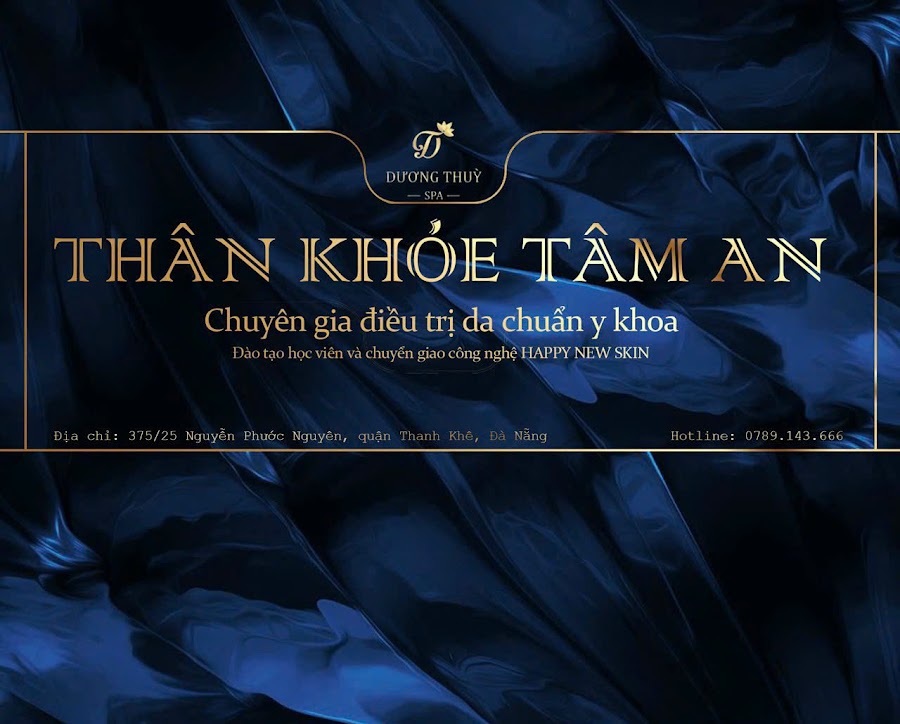 DƯƠNG THUỲ
SPA
THÂN KHỎE TÂM AN
Chuyên gia điều trị da chuẩn y khoa
Đào tạo học viên và chuyển giao công nghệ HAPPY NEW SKIN
Địa chỉ: 375/25 Nguyễn Phước Nguyên, quận Thanh Khê, Đà Nẵng
Hotline: 0789.143.666